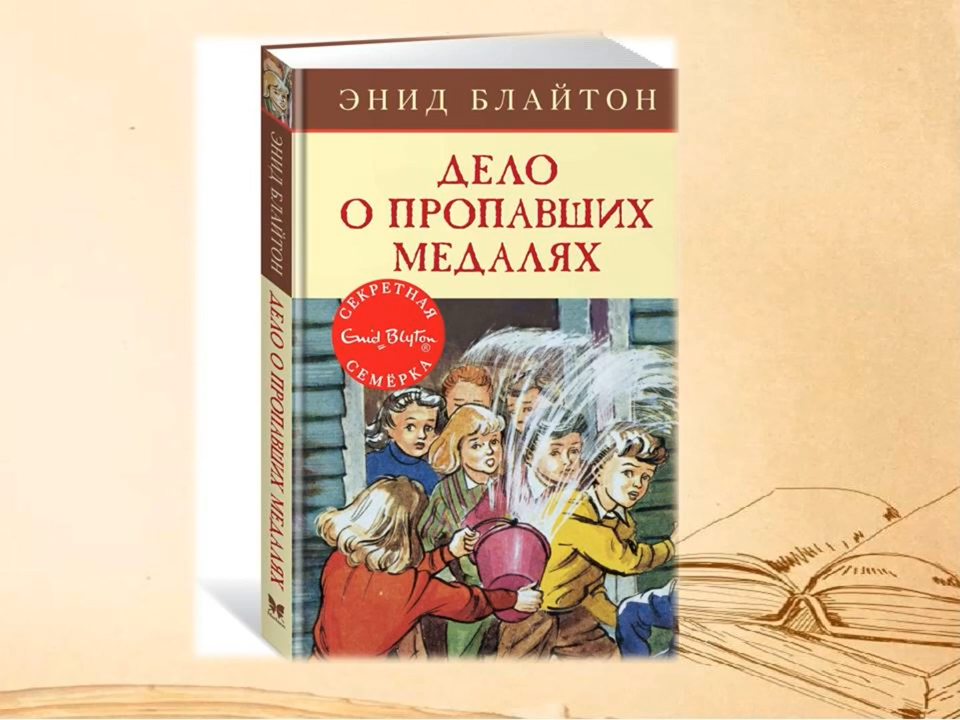 ЭНИД БЛАЙТОН
ДЕЛО
О ПРОПАВШИХ
МЕДАЛЯХ
СЕКРЕТНАЯ
Enid Blyton®
СЕМЁРКА
ЭНИД БЛАЙТОН
ДЕЛО О ПРОПАВШИХ МЕДАЛЯХ